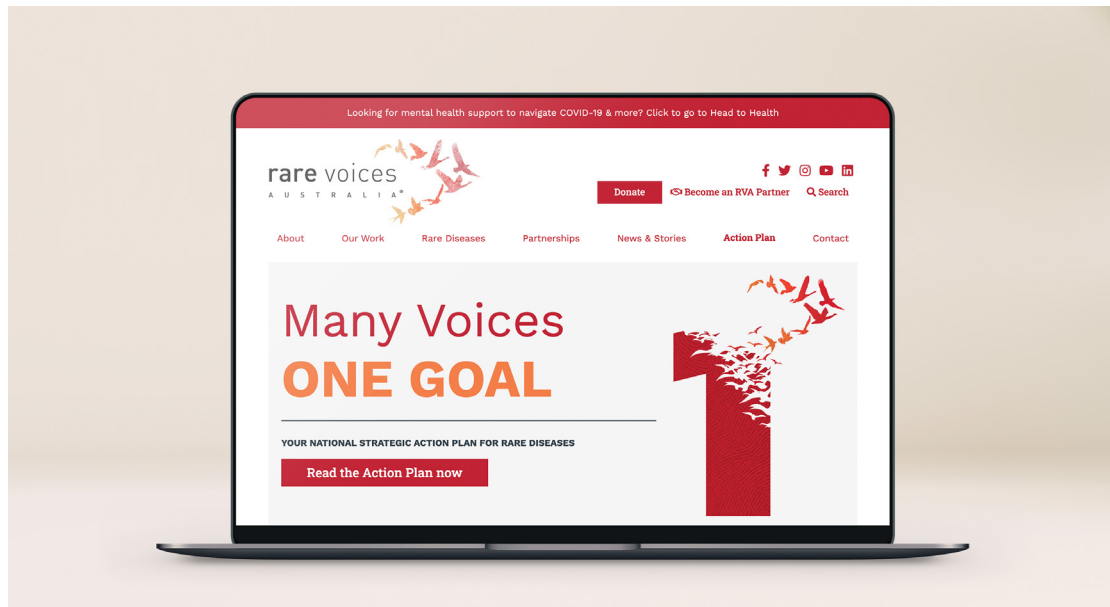 Looking for mental health support to navigate COVID-19 & more? Click to go to Head to Health
rare voices
AUSTRALIA®
Donate
Become an RVA Partner
Search
About
Our Work
Rare Diseases
Partnerships
News & Stories
Action Plan
Contact
Many Voices
ONE GOAL
YOUR NATIONAL STRATEGIC ACTION PLAN FOR RARE DISEASES
Read the Action Plan now
1